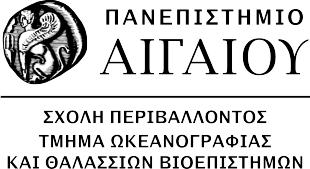 ΠΑΝΕΠΙΣΤΗΜΙΟ
ΑΙΓΑΙΟΥ
ΣΧΟΛΗ ΠΕΡΙΒΑΛΛΟΝΤΟΣ
ΤΜΗΜΑ ΩΚΕΑΝΟΓΡΑΦΙΑΣ
ΚΑΙ ΘΑΛΑΣΣΙΩΝ ΒΙΟΕΠΙΣΤΗΜΩΝ